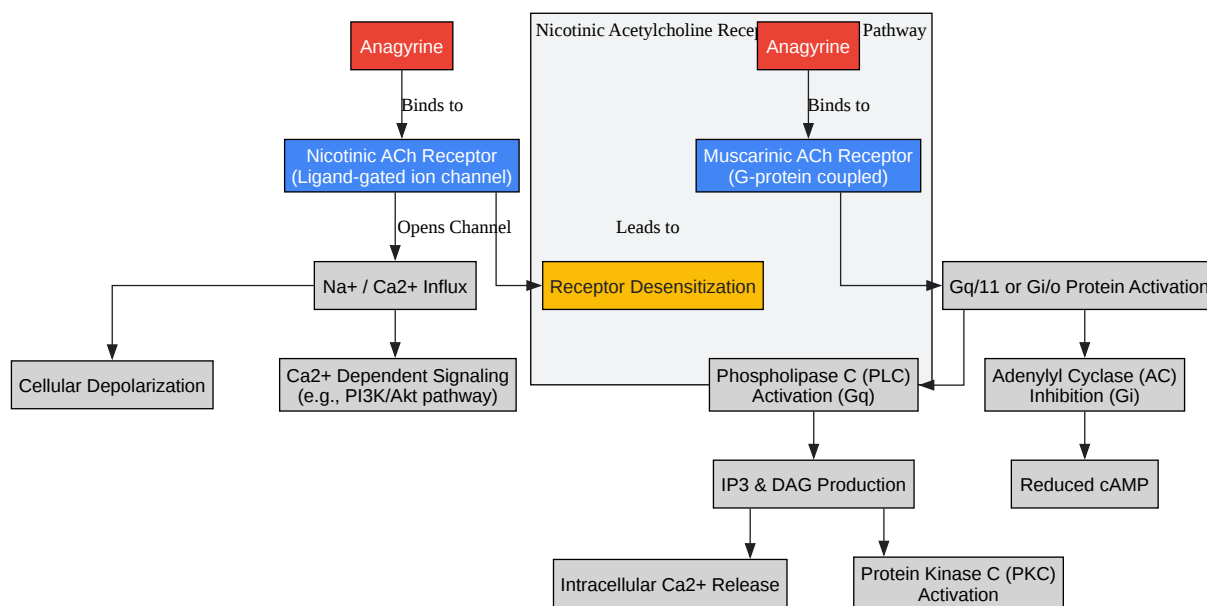 Nicotinic Acetylcholine Recep
Pathway
Anagyrine
Anagyrine
Binds to
Binds to
Nicotinic ACh Receptor
(Ligand-gated ion channel)
Muscarinic ACh Receptor
(G-protein coupled)
Opens Channel
Leads to
Na+ / Ca2+ Influx
Receptor Desensitization
Gq/11 or Gi/o Protein Activation
Cellular Depolarization
Ca2+ Dependent Signaling
(e.g., PI3K/Akt pathway)
Phospholipase C (PLC)
Activation (Gq)
Adenylyl Cyclase (AC)
Inhibition (Gi)
IP3 & DAG Production
Reduced cAMP
Intracellular Ca2+ Release
Protein Kinase C (PKC)
Activation